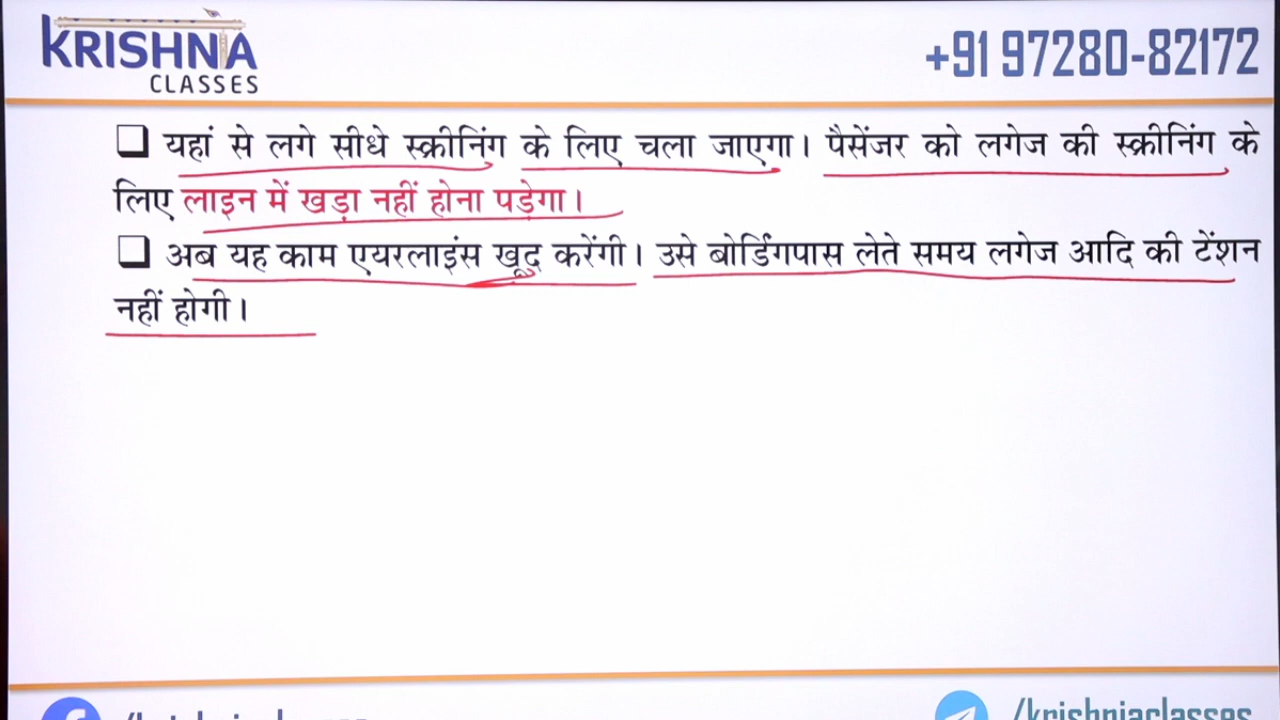 KRISHNA
CLASSES
+91 97280-82172
❑ यहां से लगे सीधे स्क्रीनिंग के लिए चला जाएगा। पैसेंजर को लगेज की स्क्रीनिंग के
लिए लाइन में खड़ा नहीं होना पड़ेगा।
❑ अब यह काम एयरलाइंस खूद करेंगी। उसे बोर्डिंगपास लेते समय लगेज आदि की टेंशन
नहीं होगी।
/krishniaclasses